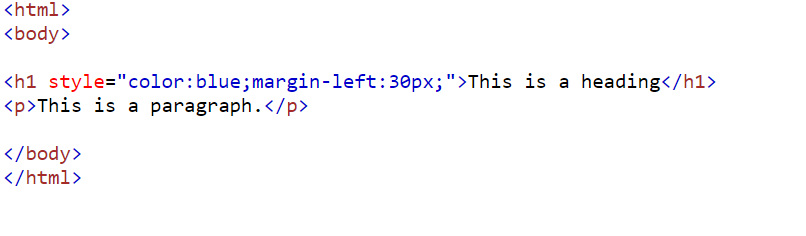 <html>
<body>
<h1 style="color:blue;margin-left:30px;">This is a heading</h1>
<p>This is a paragraph.</p>
</body>
</html>